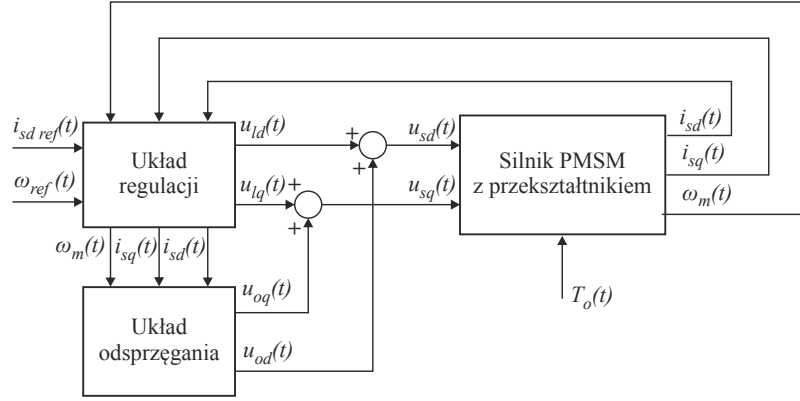 i_sd ref(t)
ω_ref(t)
Układ
regulacji
u_ld(t)
u_lq(t)
+
+
+
+
u_sd(t)
u_sq(t)
Silnik PMSM
z przekształtnikiem
i_sd(t)
i_sq(t)
ω_m(t)
ω_m(t) i_sq(t) i_sd(t)
Układ
odsprzęgania
u_oq(t)
u_od(t)
T_o(t)